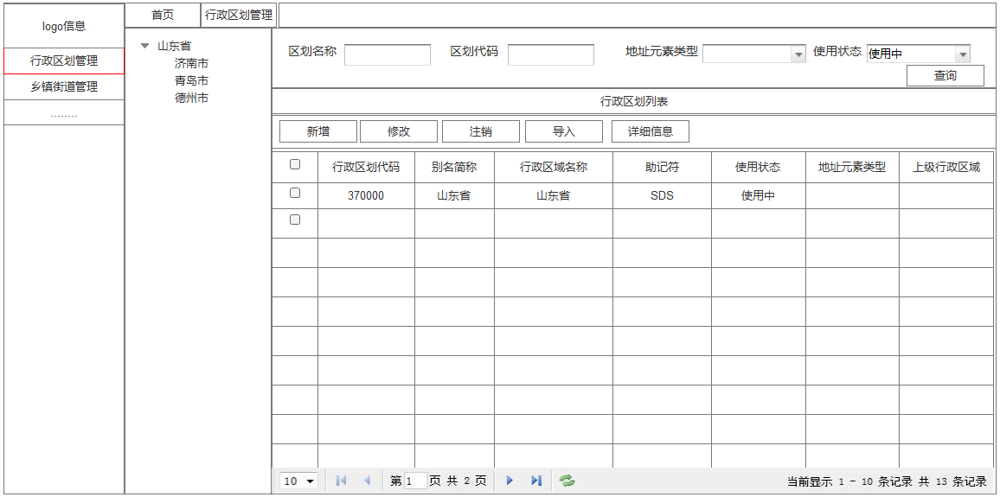 logo信息
行政区划管理
乡镇街道管理
........
首页 行政区划管理
山东省
济南市
青岛市
德州市
区划名称 区划代码 地址元素类型 使用状态 使用中
查询
行政区划列表
新增 修改 注销 导入 详细信息
行政区划代码 别名简称 行政区域名称 助记符 使用状态 地址元素类型 上级行政区域
370000 山东省 山东省 SDS 使用中
10 第 1 页 共 2 页 当前显示 1 - 10 条记录 共 13 条记录